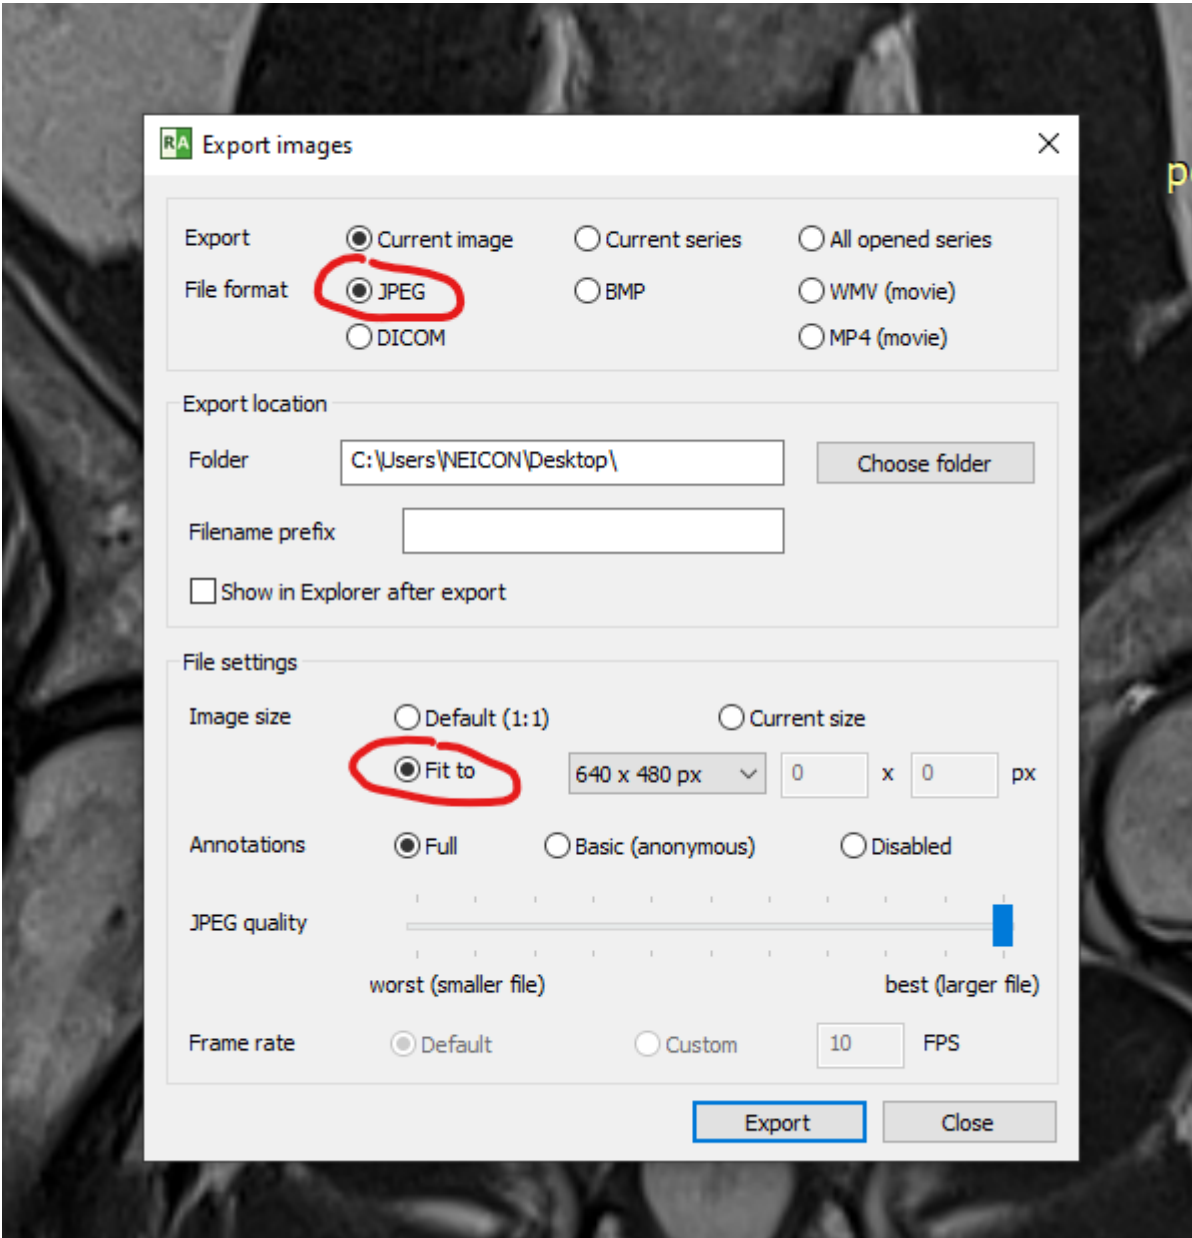 RA Export images
Export Current image Current series All opened series
File format JPEG BMP WMV (movie)
DICOM MP4 (movie)
Export location
Folder C:\Users\NEICON\Desktop\ Choose folder
Filename prefix
Show in Explorer after export
File settings
Image size Default (1:1) Current size
Fit to 640 x 480 px 0 x 0 px
Annotations Full Basic (anonymous) Disabled
JPEG quality
worst (smaller file) best (larger file)
Frame rate Default Custom 10 FPS
Export Close